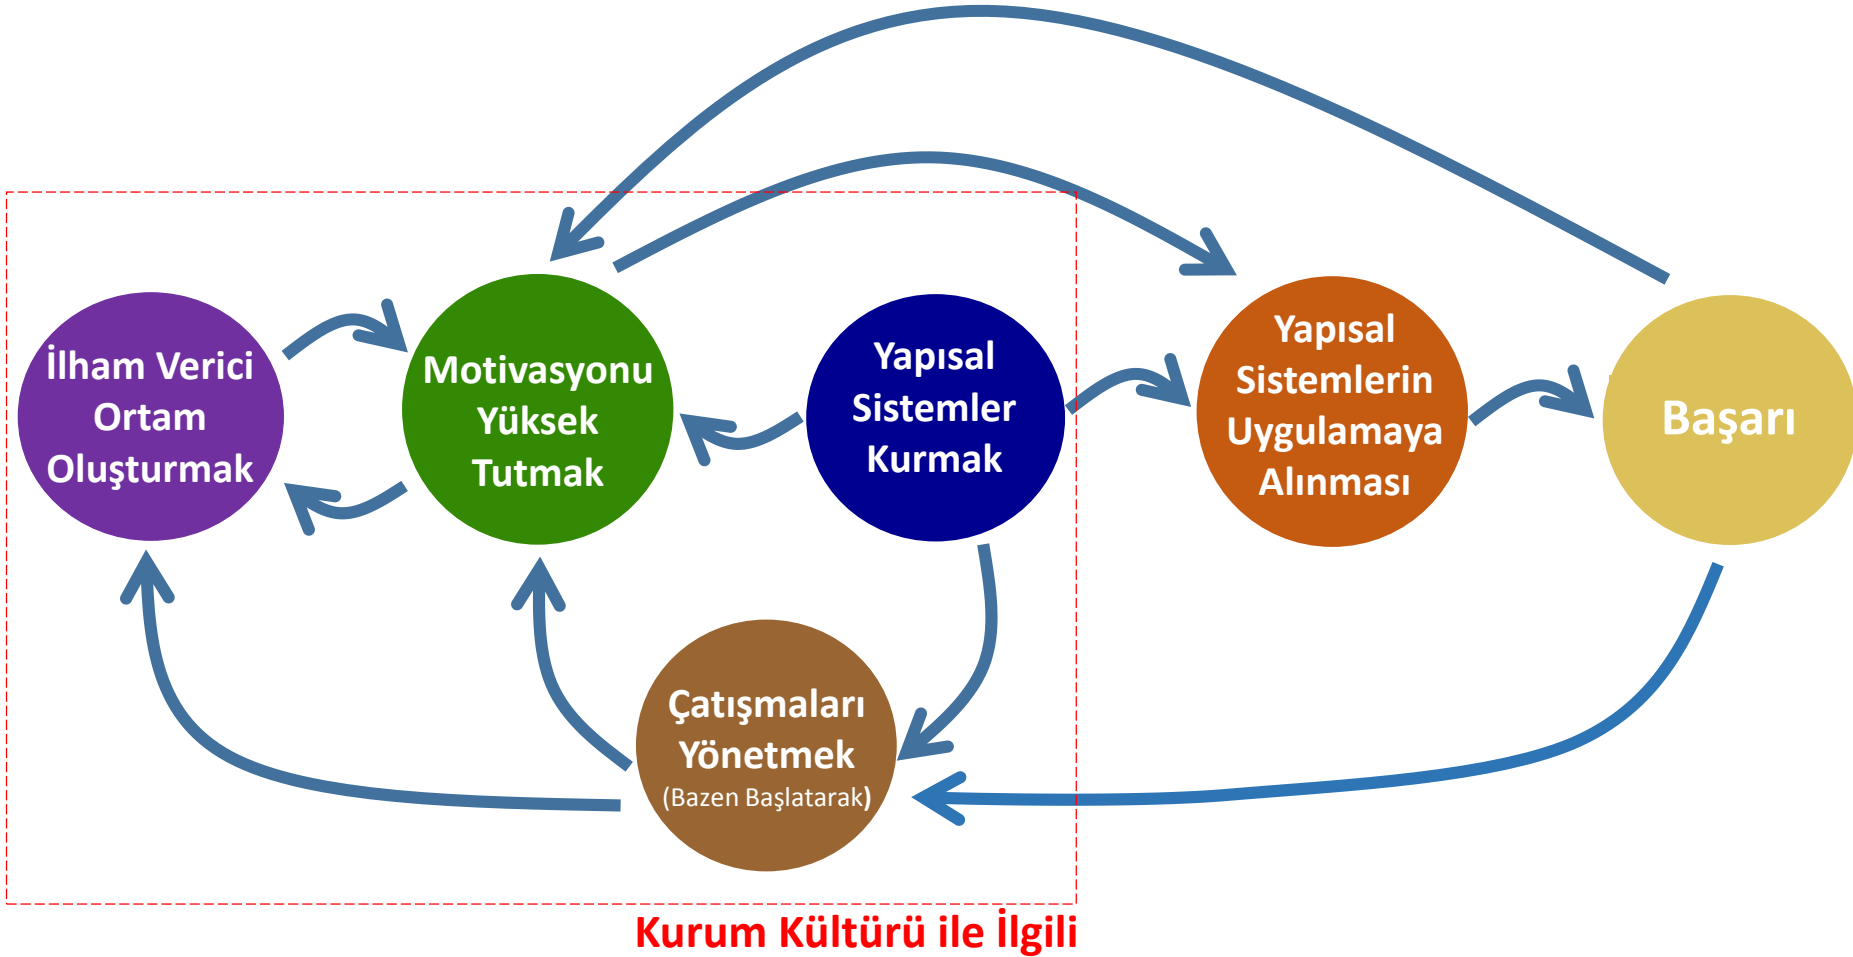 İlham Verici
Ortam
Oluşturmak
Motivasyonu
Yüksek
Tutmak
Yapısal
Sistemler
Kurmak
Yapısal
Sistemlerin
Uygulamaya
Alınması
Başarı
Çatışmaları
Yönetmek
(Bazen Başlatarak)
Kurum Kültürü ile İlgili